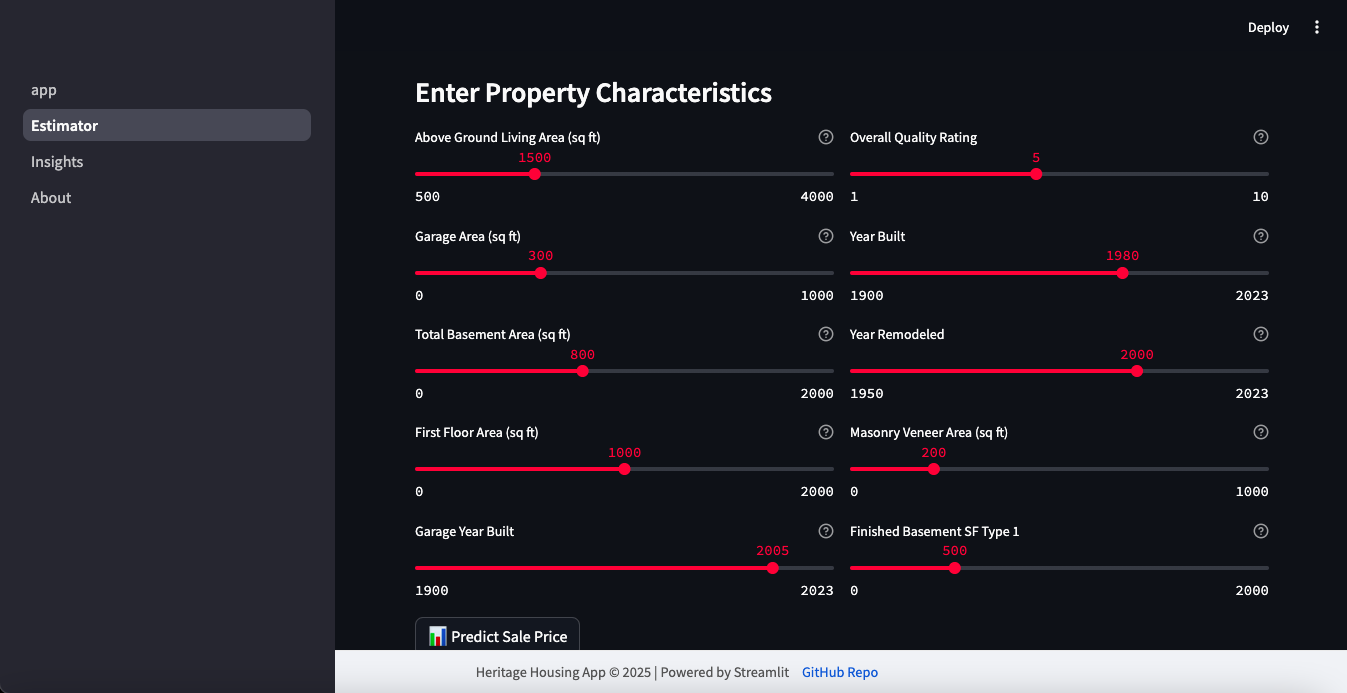 Deploy
app
Estimator
Insights
About
Enter Property Characteristics
Above Ground Living Area (sq ft)
1500
500 4000
Overall Quality Rating
5
1 10
Garage Area (sq ft)
300
0 1000
Year Built
1980
1900 2023
Total Basement Area (sq ft)
800
0 2000
Year Remodeled
2000
1950 2023
First Floor Area (sq ft)
1000
0 2000
Masonry Veneer Area (sq ft)
200
0 1000
Garage Year Built
2005
1900 2023
Finished Basement SF Type 1
500
0 2000
Predict Sale Price
Heritage Housing App © 2025 | Powered by Streamlit GitHub Repo